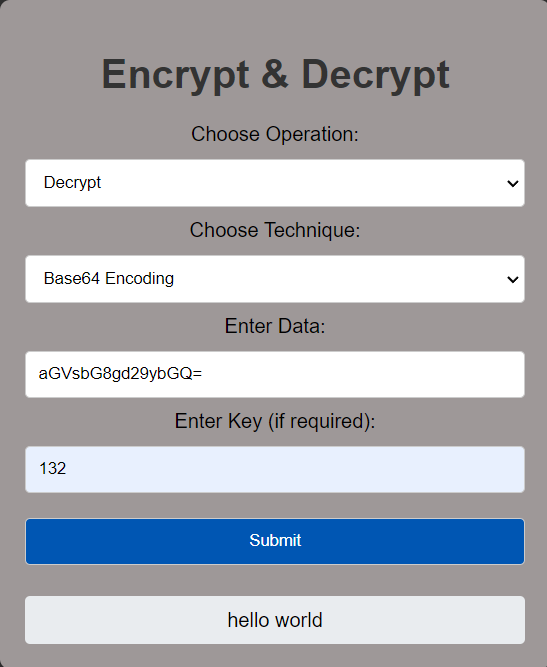 Encrypt & Decrypt
Choose Operation:
Decrypt
Choose Technique:
Base64 Encoding
Enter Data:
aGVsbG8gd29ybGQ=
Enter Key (if required):
132
Submit
hello world